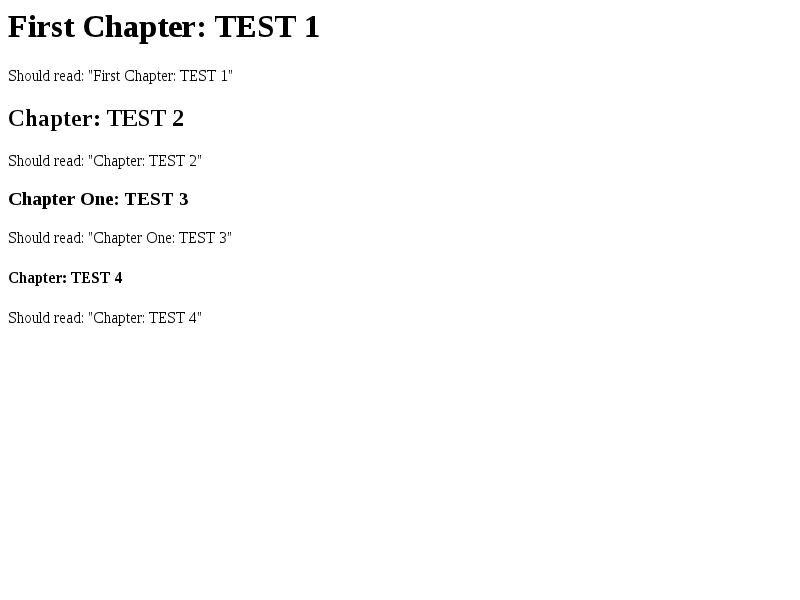 First Chapter: TEST 1
Should read: "First Chapter: TEST 1"
Chapter: TEST 2
Should read: "Chapter: TEST 2"
Chapter One: TEST 3
Should read: "Chapter One: TEST 3"
Chapter: TEST 4
Should read: "Chapter: TEST 4"